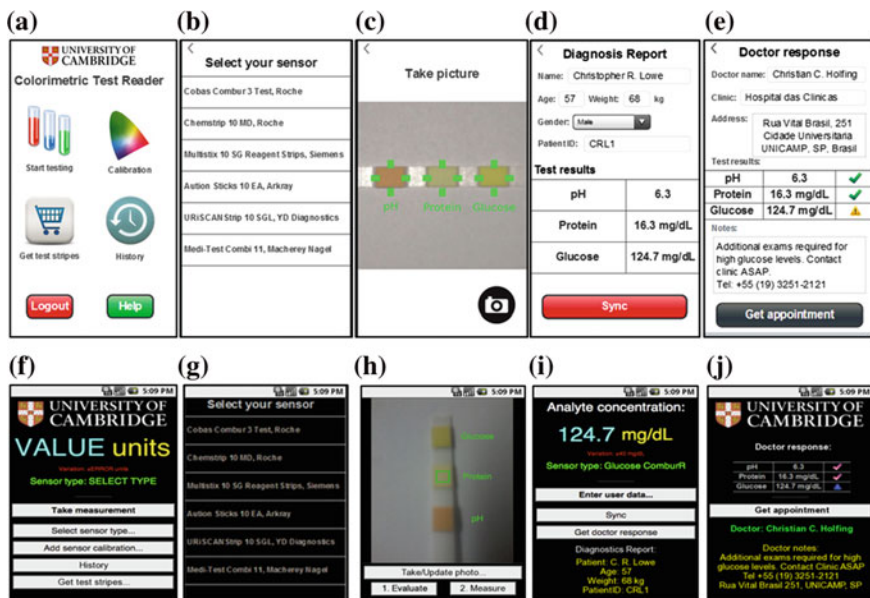 (a)
UNIVERSITY OF
CAMBRIDGE
Colorimetric Test Reader
Start testing
Calibration
Get test stripes
History
Logout
Help
(b)
Select your sensor
Cobas Combur 3 Test, Roche
Chemstrip 10 MD, Roche
Multistix 10 SG Reagent Strips, Siemens
Aution Sticks 10 EA, Arkray
URiSCAN Strip 10 SGL, YD Diagnostics
Medi-Test Combi 11, Macherey Nagel
(c)
Take picture
pH Protein Glucose
(d)
Diagnosis Report
Name: Christopher R. Lowe
Age: 57 Weight: 68 kg
Gender: Male
Patient ID: CRL1
Test results
pH 6.3
Protein 16.3 mg/dL
Glucose 124.7 mg/dL
Sync
(e)
Doctor response
Doctor name: Christian C. Holfing
Clinic: Hospital das Clinicas
Address: Rua Vital Brasil, 251
Cidade Universitaria
UNICAMP, SP, Brasil
Test results:
pH 6.3
Protein 16.3 mg/dL
Glucose 124.7 mg/dL
Notes:
Additional exams required for
high glucose levels. Contact
clinic ASAP.
Tel: +55 (19) 3251-2121
Get appointment
(f)
5:09 PM
UNIVERSITY OF
CAMBRIDGE
VALUE units
Variation: ±ERROR units
Sensor type: SELECT TYPE
Take measurement
Select sensor type...
Add sensor calibration...
History
Get test stripes...
(g)
5:09 PM
Select your sensor
Cobas Combur 3 Test, Roche
Chemstrip 10 MD, Roche
Multistix 10 SG Reagent Strips, Siemens
Aution Sticks 10 EA, Arkray
URiSCAN Strip 10 SGL, YD Diagnostics
Medi-Test Combi 11, Macherey Nagel
(h)
5:09 PM
Glucose
Protein
pH
Take/Update photo...
1. Evaluate 2. Measure
(i)
5:09 PM
Analyte concentration:
124.7 mg/dL
Variation: ±40 mg/dL
Sensor type: Glucose ComburR
Enter user data...
Sync
Get doctor response
Diagnostics Report:
Patient: C. R. Lowe
Age: 57
Weight: 68 kg
PatientID: CRL1
(j)
5:09 PM
UNIVERSITY OF
CAMBRIDGE
Doctor response:
pH 6.3
Protein 16.3 mg/dL
Glucose 124.7 mg/dL
Get appointment
Doctor: Christian C. Holfing
Doctor notes:
Additional exams required for high
glucose levels. Contact Clinic ASAP
Tel +55 (19) 3251-2121
Rua Vital Brasil 251, UNICAMP, SP